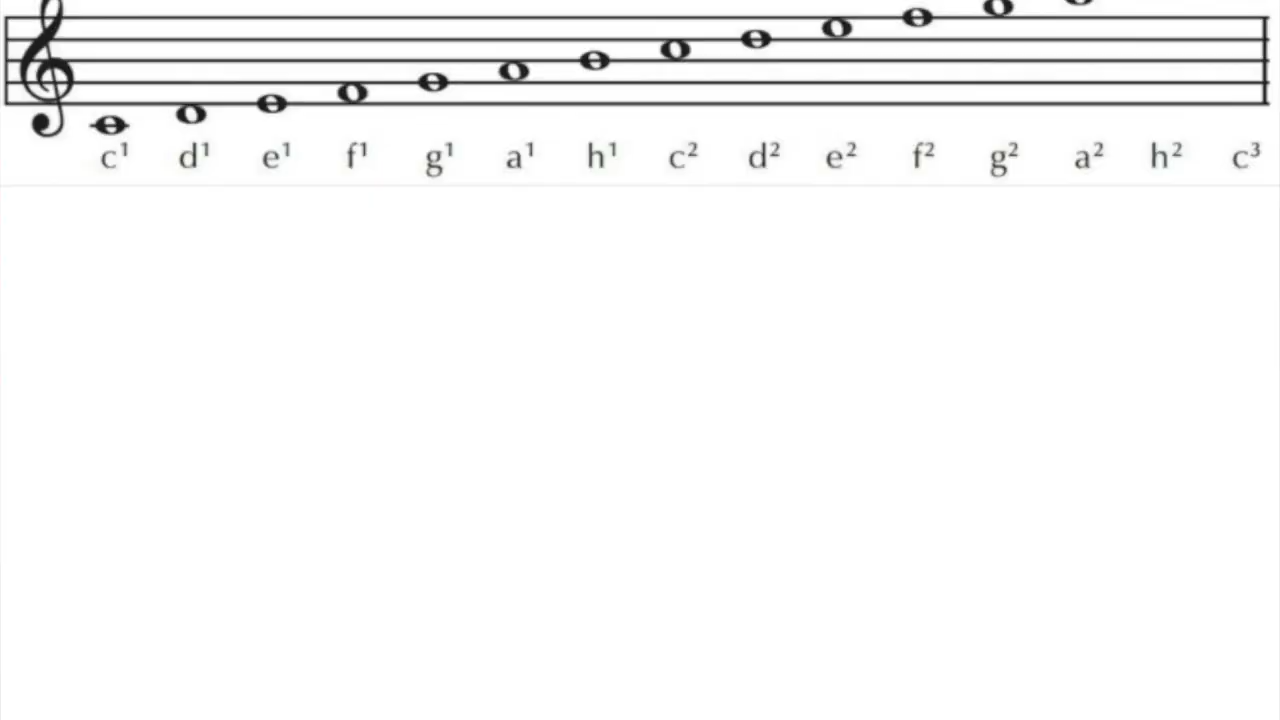 c¹ d¹ e¹ f¹ g¹ a¹ h¹ c² d² e² f² g² a² h² c³